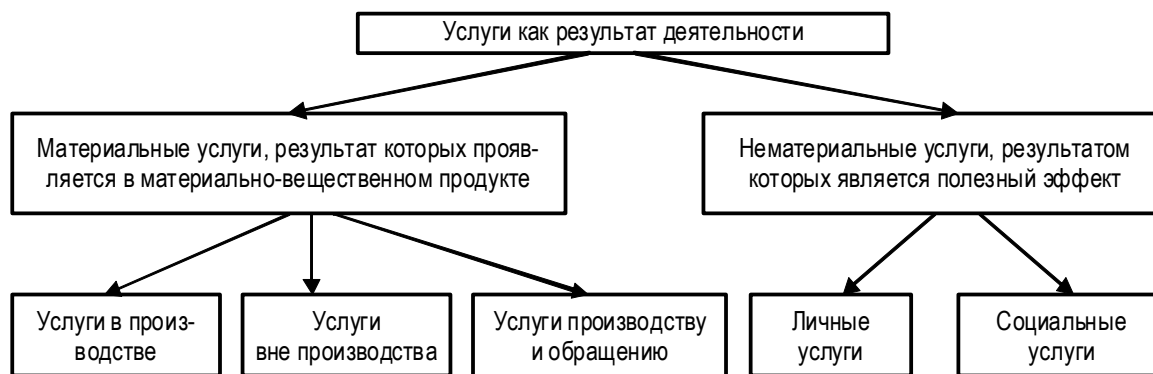 Услуги как результат деятельности
Материальные услуги, результат которых прояв-
ляется в материально-вещественном продукте
Нематериальные услуги, результатом
которых является полезный эффект
Услуги в произ-
водстве
Услуги
вне производства
Услуги производству
и обращению
Личные
услуги
Социальные
услуги